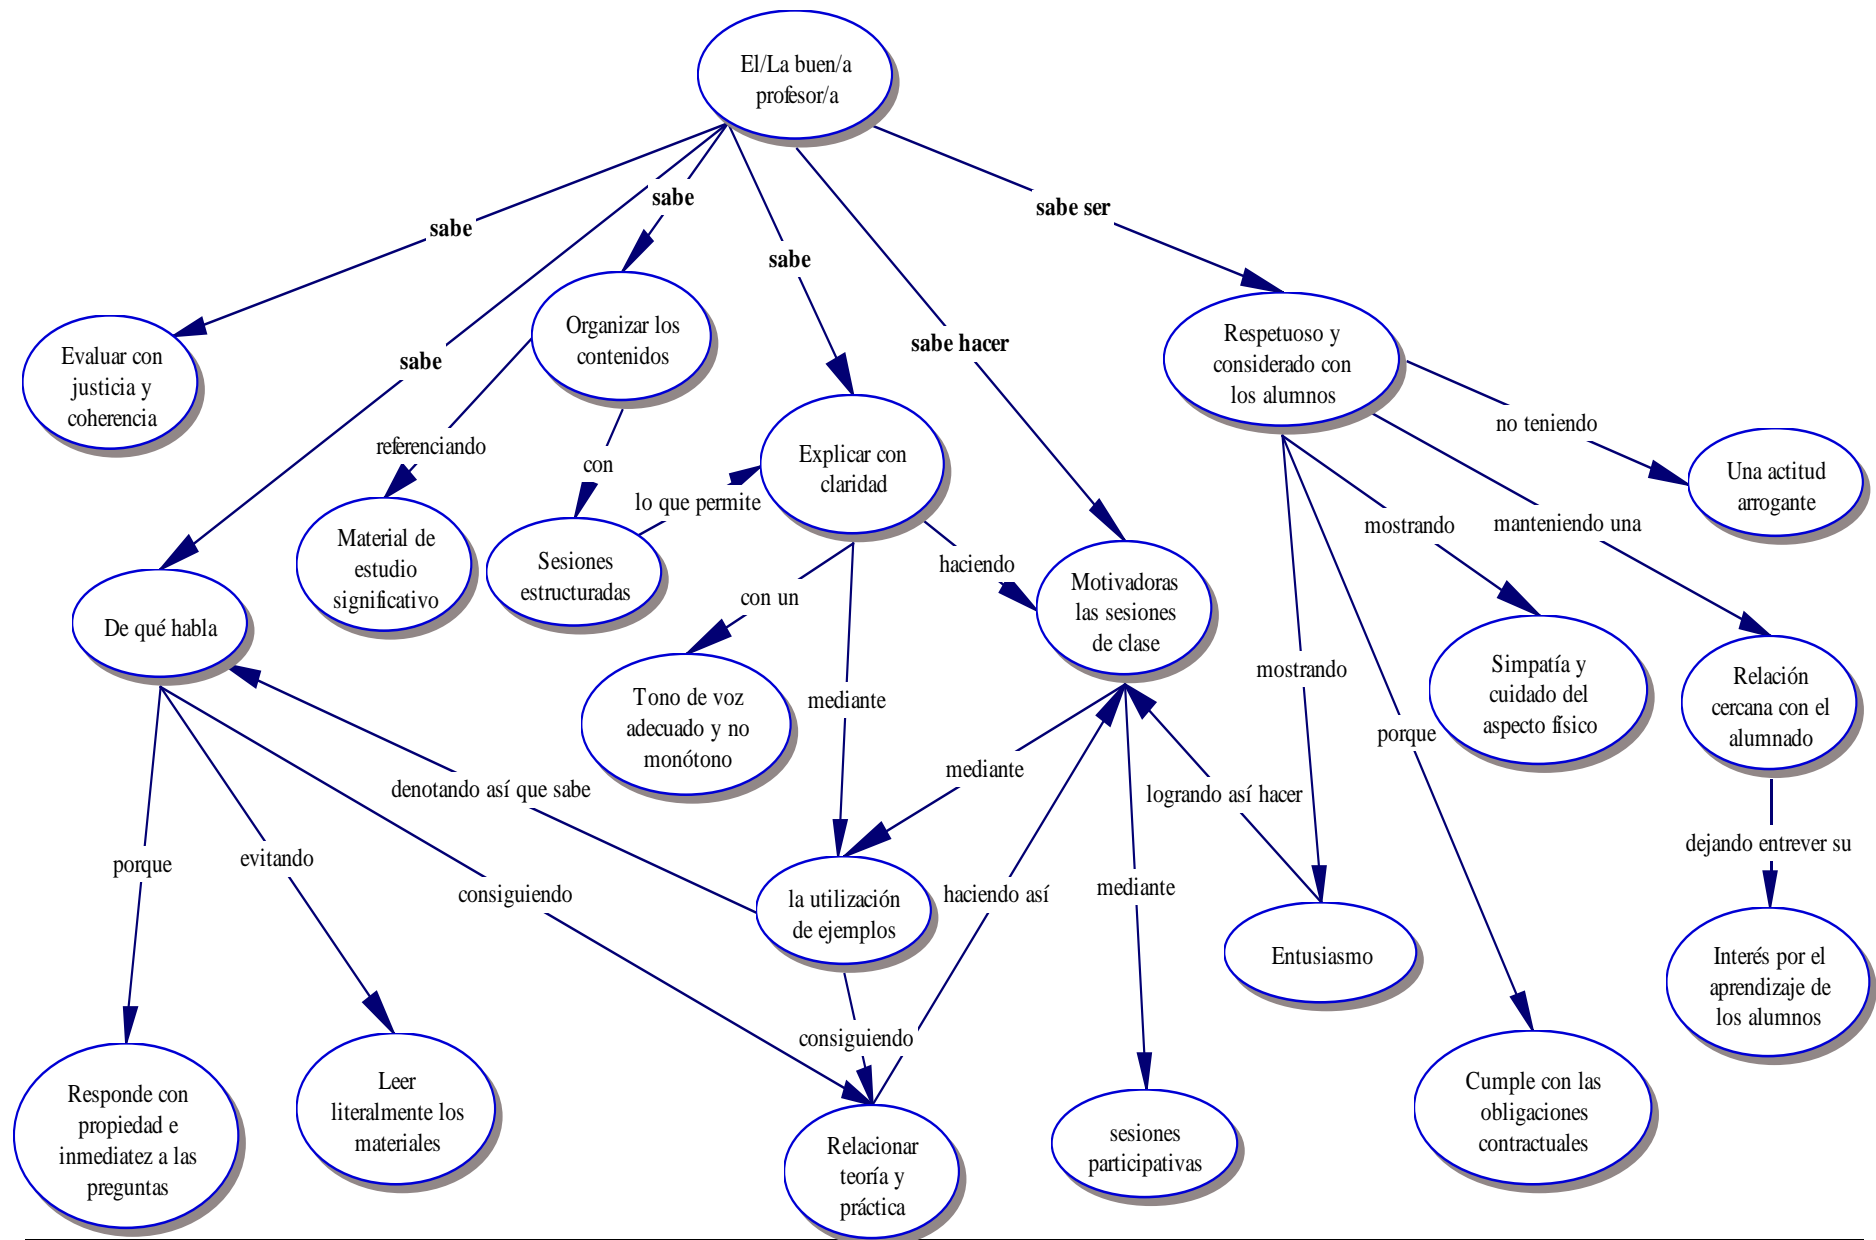 El/La buen/a
profesor/a
sabe
sabe
sabe
sabe
sabe hacer
sabe ser
Evaluar con
justicia y
coherencia
Organizar los
contenidos
Respetuoso y
considerado con
los alumnos
referenciando
con
lo que permite
Explicar con
claridad
no teniendo
Una actitud
arrogante
Material de
estudio
significativo
Sesiones
estructuradas
haciendo
Motivadoras
las sesiones
de clase
mostrando
manteniendo una
De qué habla
con un
Tono de voz
adecuado y no
monótono
mediante
mostrando
porque
Simpatía y
cuidado del
aspecto físico
Relación
cercana con el
alumnado
denotando así que sabe
mediante
logrando así hacer
dejando entrever su
porque
evitando
consiguiendo
la utilización
de ejemplos
haciendo así
mediante
Entusiasmo
Interés por el
aprendizaje de
los alumnos
consiguiendo
Responde con
propiedad e
inmediatez a las
preguntas
Leer
literalmente los
materiales
Relacionar
teoría y
práctica
sesiones
participativas
Cumple con las
obligaciones
contractuales